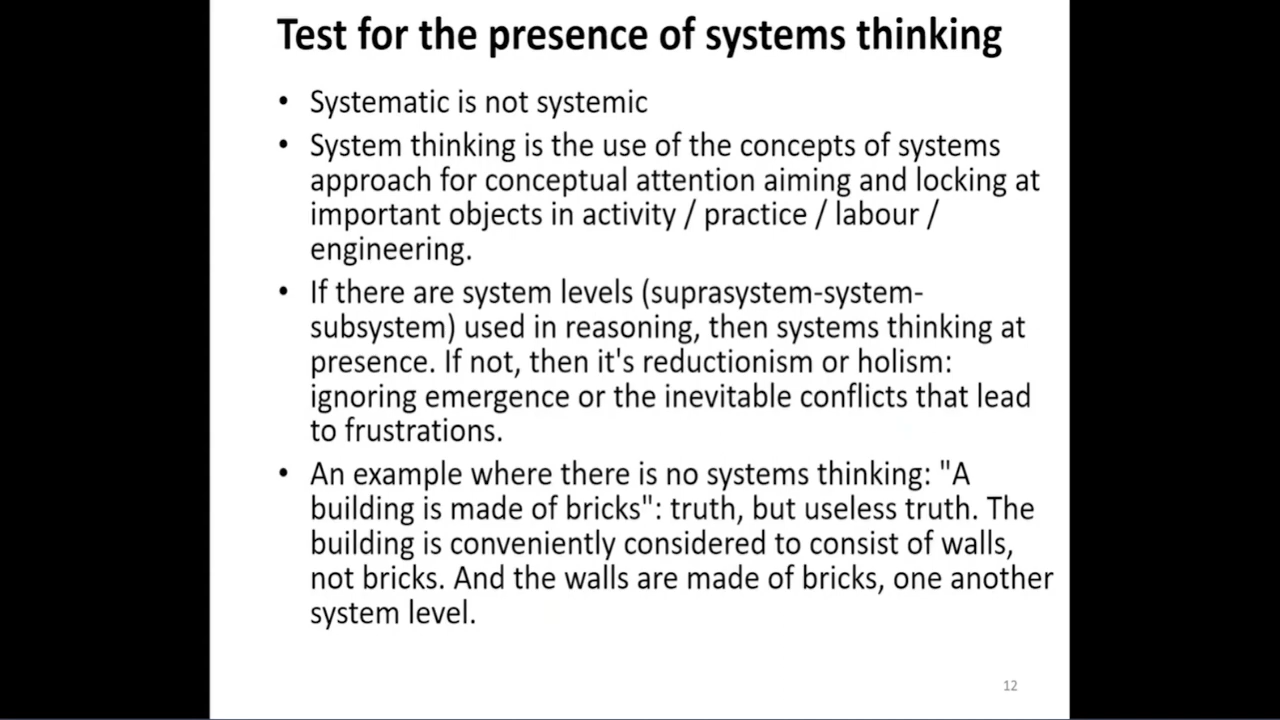 Test for the presence of systems thinking
• Systematic is not systemic
• System thinking is the use of the concepts of systems
approach for conceptual attention aiming and locking at
important objects in activity / practice / labour /
engineering.
• If there are system levels (suprasystem-system-
subsystem) used in reasoning, then systems thinking at
presence. If not, then it's reductionism or holism:
ignoring emergence or the inevitable conflicts that lead
to frustrations.
• An example where there is no systems thinking: "A
building is made of bricks": truth, but useless truth. The
building is conveniently considered to consist of walls,
not bricks. And the walls are made of bricks, one another
system level.
12